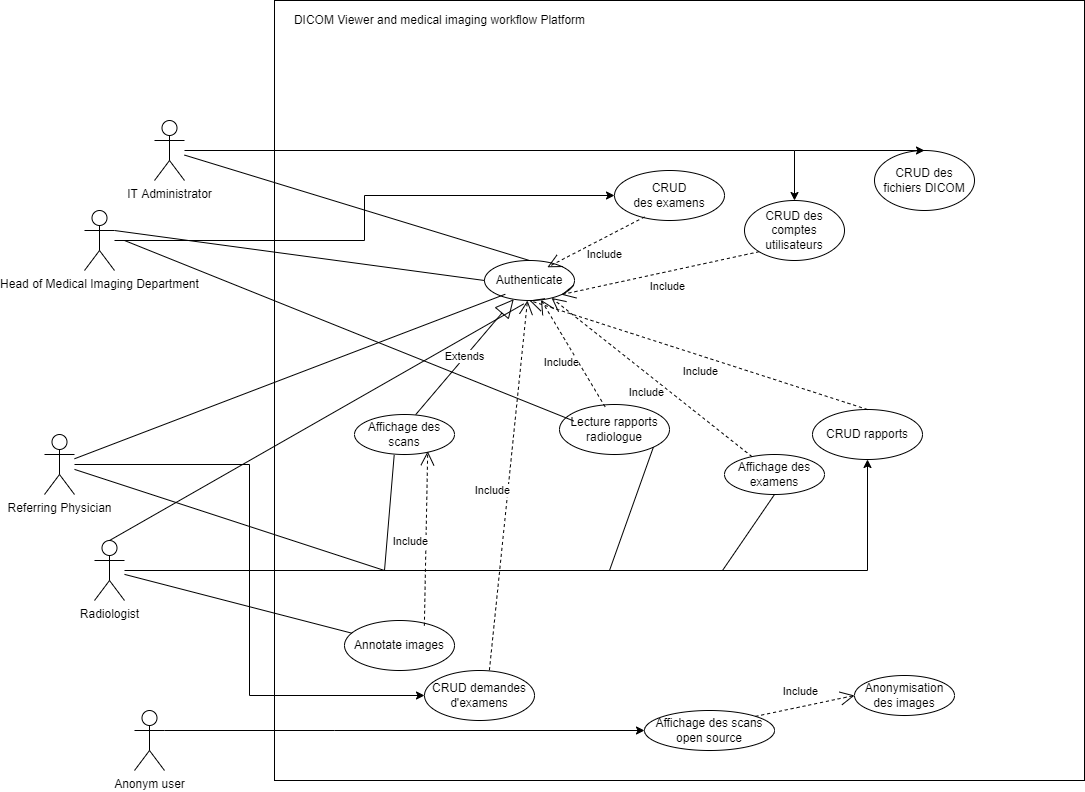 DICOM Viewer and medical imaging workflow Platform
IT Administrator
CRUD des
fichiers DICOM
CRUD
des examens
CRUD des
comptes
utilisateurs
Head of Medical Imaging Department
Include
Authenticate
Include
Extends
Include
Include
Include
Affichage des
scans
Lecture rapports
radiologue
CRUD rapports
Affichage des
examens
Referring Physician
Include
Include
Radiologist
Annotate images
CRUD demandes
d'examens
Include
Anonymisation
des images
Affichage des scans
open source
Anonym user